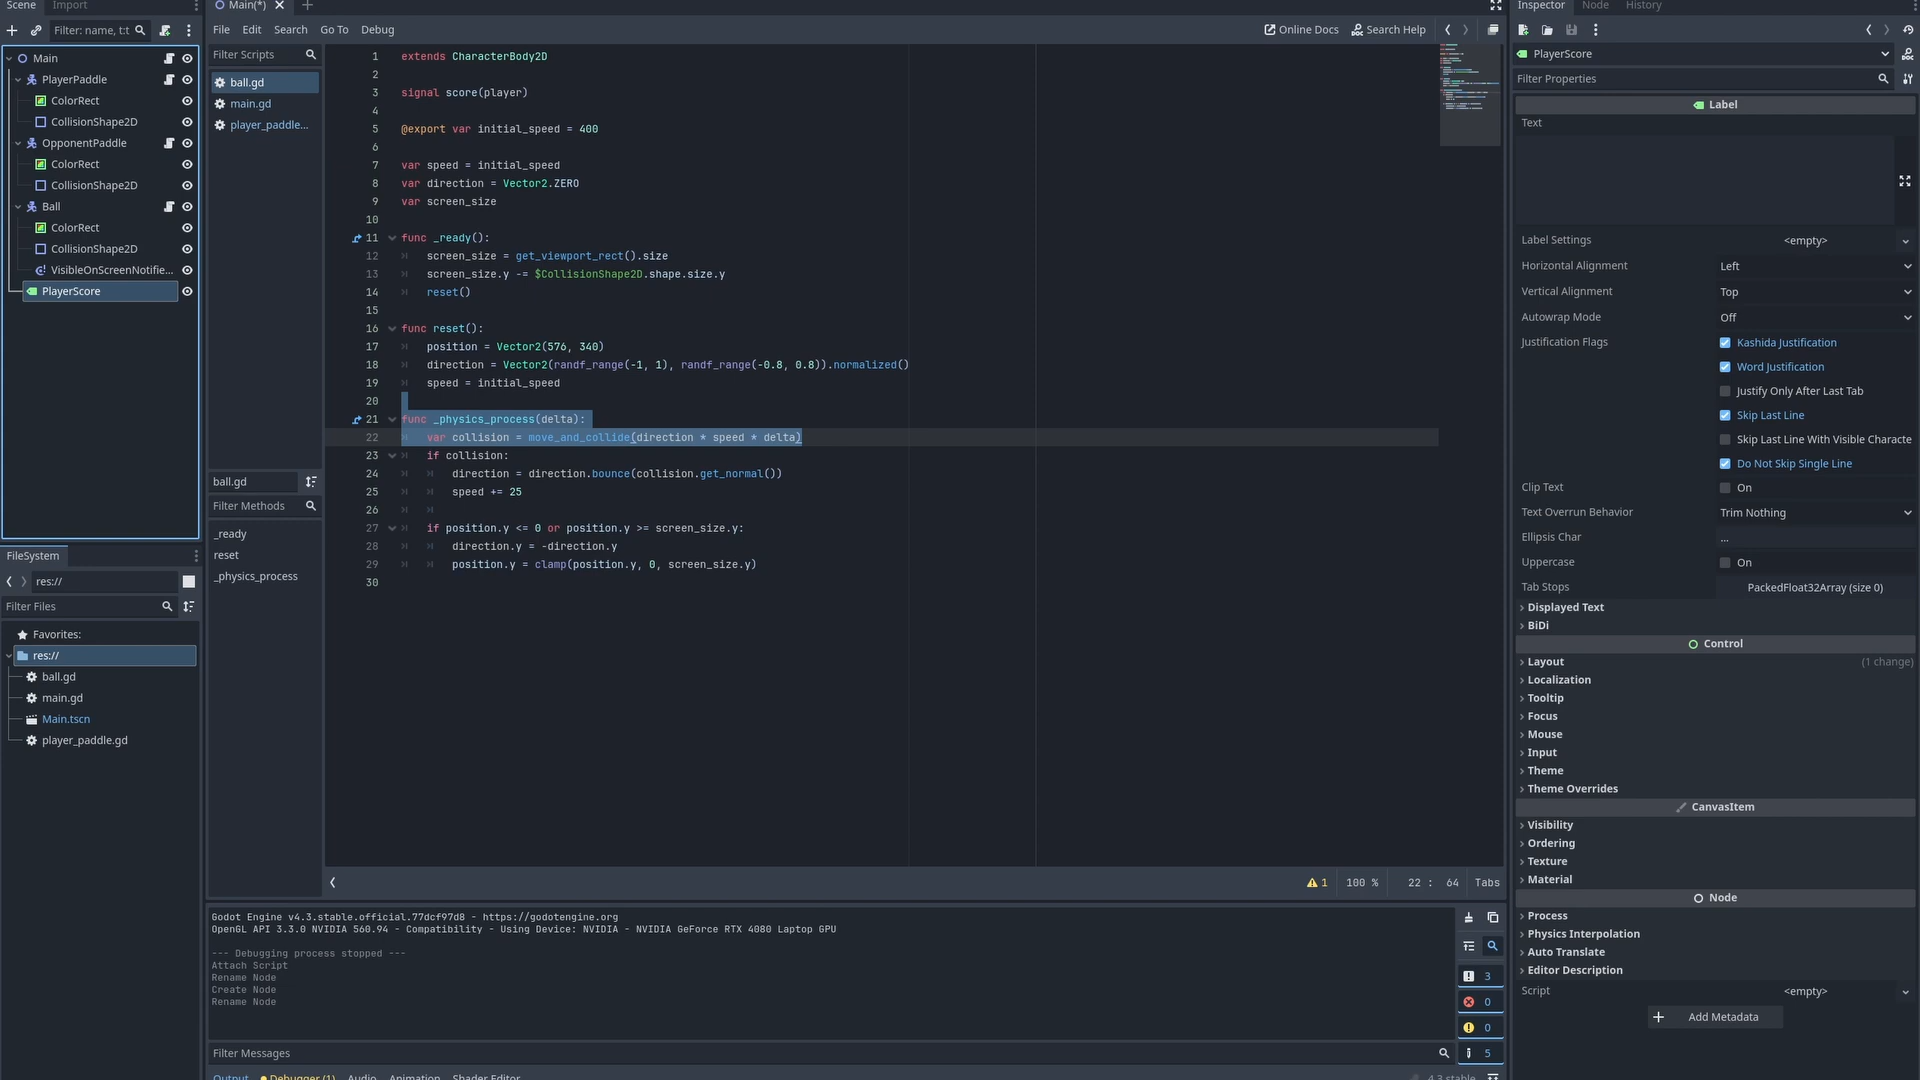 Scene
Import
Filter: name, t:t
Main
PlayerPaddle
ColorRect
CollisionShape2D
OpponentPaddle
ColorRect
CollisionShape2D
Ball
ColorRect
CollisionShape2D
VisibleOnScreenNotifie...
PlayerScore
FileSystem
res://
Filter Files
Favorites:
res://
ball.gd
main.gd
Main.tscn
player_paddle.gd
Main(*)
File Edit Search Go To Debug
Online Docs
Search Help
Filter Scripts
ball.gd
main.gd
player_paddle...
ball.gd
Filter Methods
_ready
reset
_physics_process
1 extends CharacterBody2D
2
3 signal score(player)
4
5 @export var initial_speed = 400
6
7 var speed = initial_speed
8 var direction = Vector2.ZERO
9 var screen_size
10
11 func _ready():
12 screen_size = get_viewport_rect().size
13 screen_size.y -= $CollisionShape2D.shape.size.y
14 reset()
15
16 func reset():
17 position = Vector2(576, 340)
18 direction = Vector2(randf_range(-1, 1), randf_range(-0.8, 0.8)).normalized()
19 speed = initial_speed
20
21 func _physics_process(delta):
22 var collision = move_and_collide(direction * speed * delta)
23 if collision:
24 direction = direction.bounce(collision.get_normal())
25 speed += 25
26
27 if position.y <= 0 or position.y >= screen_size.y:
28 direction.y = -direction.y
29 position.y = clamp(position.y, 0, screen_size.y)
30
1 100 % 22 : 64 Tabs
Godot Engine v4.3.stable.official.77dcf97d8 - https://godotengine.org
OpenGL API 3.3.0 NVIDIA 560.94 - Compatibility - Using Device: NVIDIA - NVIDIA GeForce RTX 4080 Laptop GPU
--- Debugging process stopped ---
Attach Script
Rename Node
Create Node
Rename Node
3
0
0
5
Filter Messages
Output Debugger (1) Audio Animation Shader Editor
4.3.stable
Inspector Node History
PlayerScore
Filter Properties
Label
Text
Label Settings <empty>
Horizontal Alignment Left
Vertical Alignment Top
Autowrap Mode Off
Justification Flags Kashida Justification
Word Justification
Justify Only After Last Tab
Skip Last Line
Skip Last Line With Visible Characte
Do Not Skip Single Line
Clip Text On
Text Overrun Behavior Trim Nothing
Ellipsis Char ...
Uppercase On
Tab Stops PackedFloat32Array (size 0)
Displayed Text
BiDi
Control
Layout (1 change)
Localization
Tooltip
Focus
Mouse
Input
Theme
Theme Overrides
CanvasItem
Visibility
Ordering
Texture
Material
Node
Process
Physics Interpolation
Auto Translate
Editor Description
Script <empty>
Add Metadata